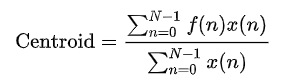 Centroid = \frac{\sum_{n=0}^{N-1} f(n)x(n)}{\sum_{n=0}^{N-1} x(n)}